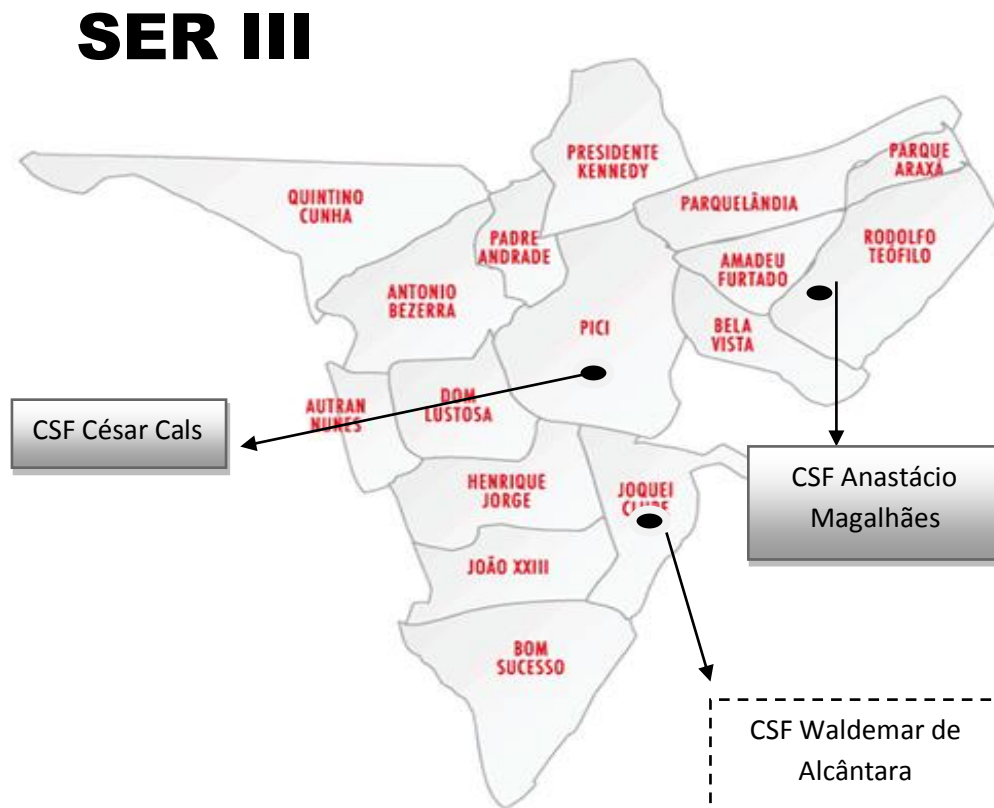 SER III
PRESIDENTE
KENNEDY
PARQUE
ARAXÁ
QUINTINO
CUNHA
PARQUELÂNDIA
PADRE
ANDRADE
RODOLFO
TEÓFILO
AMADEU
FURTADO
ANTONIO
BEZERRA
PICI
BELA
VISTA
AUTRAN
NUNES
DOM
LUSTOSA
CSF César Cals
HENRIQUE
JORGE
JOQUEI
CLUBE
CSF Anastácio
Magalhães
JOÃO XXIII
BOM
SUCESSO
CSF Waldemar de
Alcântara